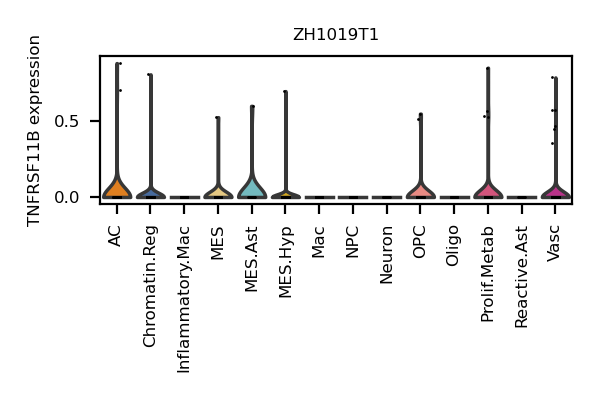 ZH1019T1
TNFRSF11B expression
0.5
0.0
AC
Chromatin.Reg
Inflammatory.Mac
MES
MES.Ast
MES.Hyp
Mac
NPC
Neuron
OPC
Oligo
Prolif.Metab
Reactive.Ast
Vasc